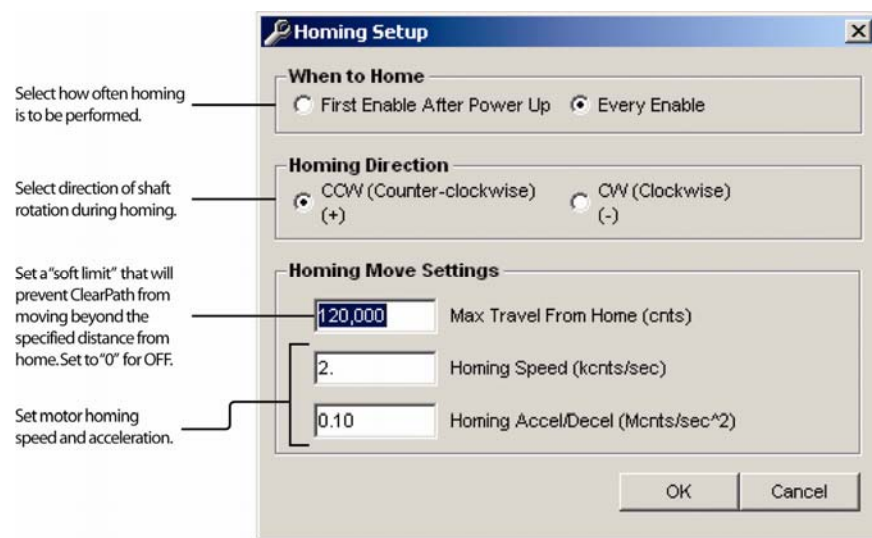 Homing Setup
When to Home
Select how often homing
is to be performed.
First Enable After Power Up
Every Enable
Homing Direction
Select direction of shaft
rotation during homing.
CCW (Counter-clockwise)
(+)
CW (Clockwise)
(-)
Homing Move Settings
Set a "soft limit" that will
prevent ClearPath from
moving beyond the
specified distance from
home. Set to "0" for OFF.
120,000
Max Travel From Home (cnts)
2.
Homing Speed (kcnts/sec)
Set motor homing
speed and acceleration.
0.10
Homing Accel/Decel (Mcnts/sec^2)
OK
Cancel